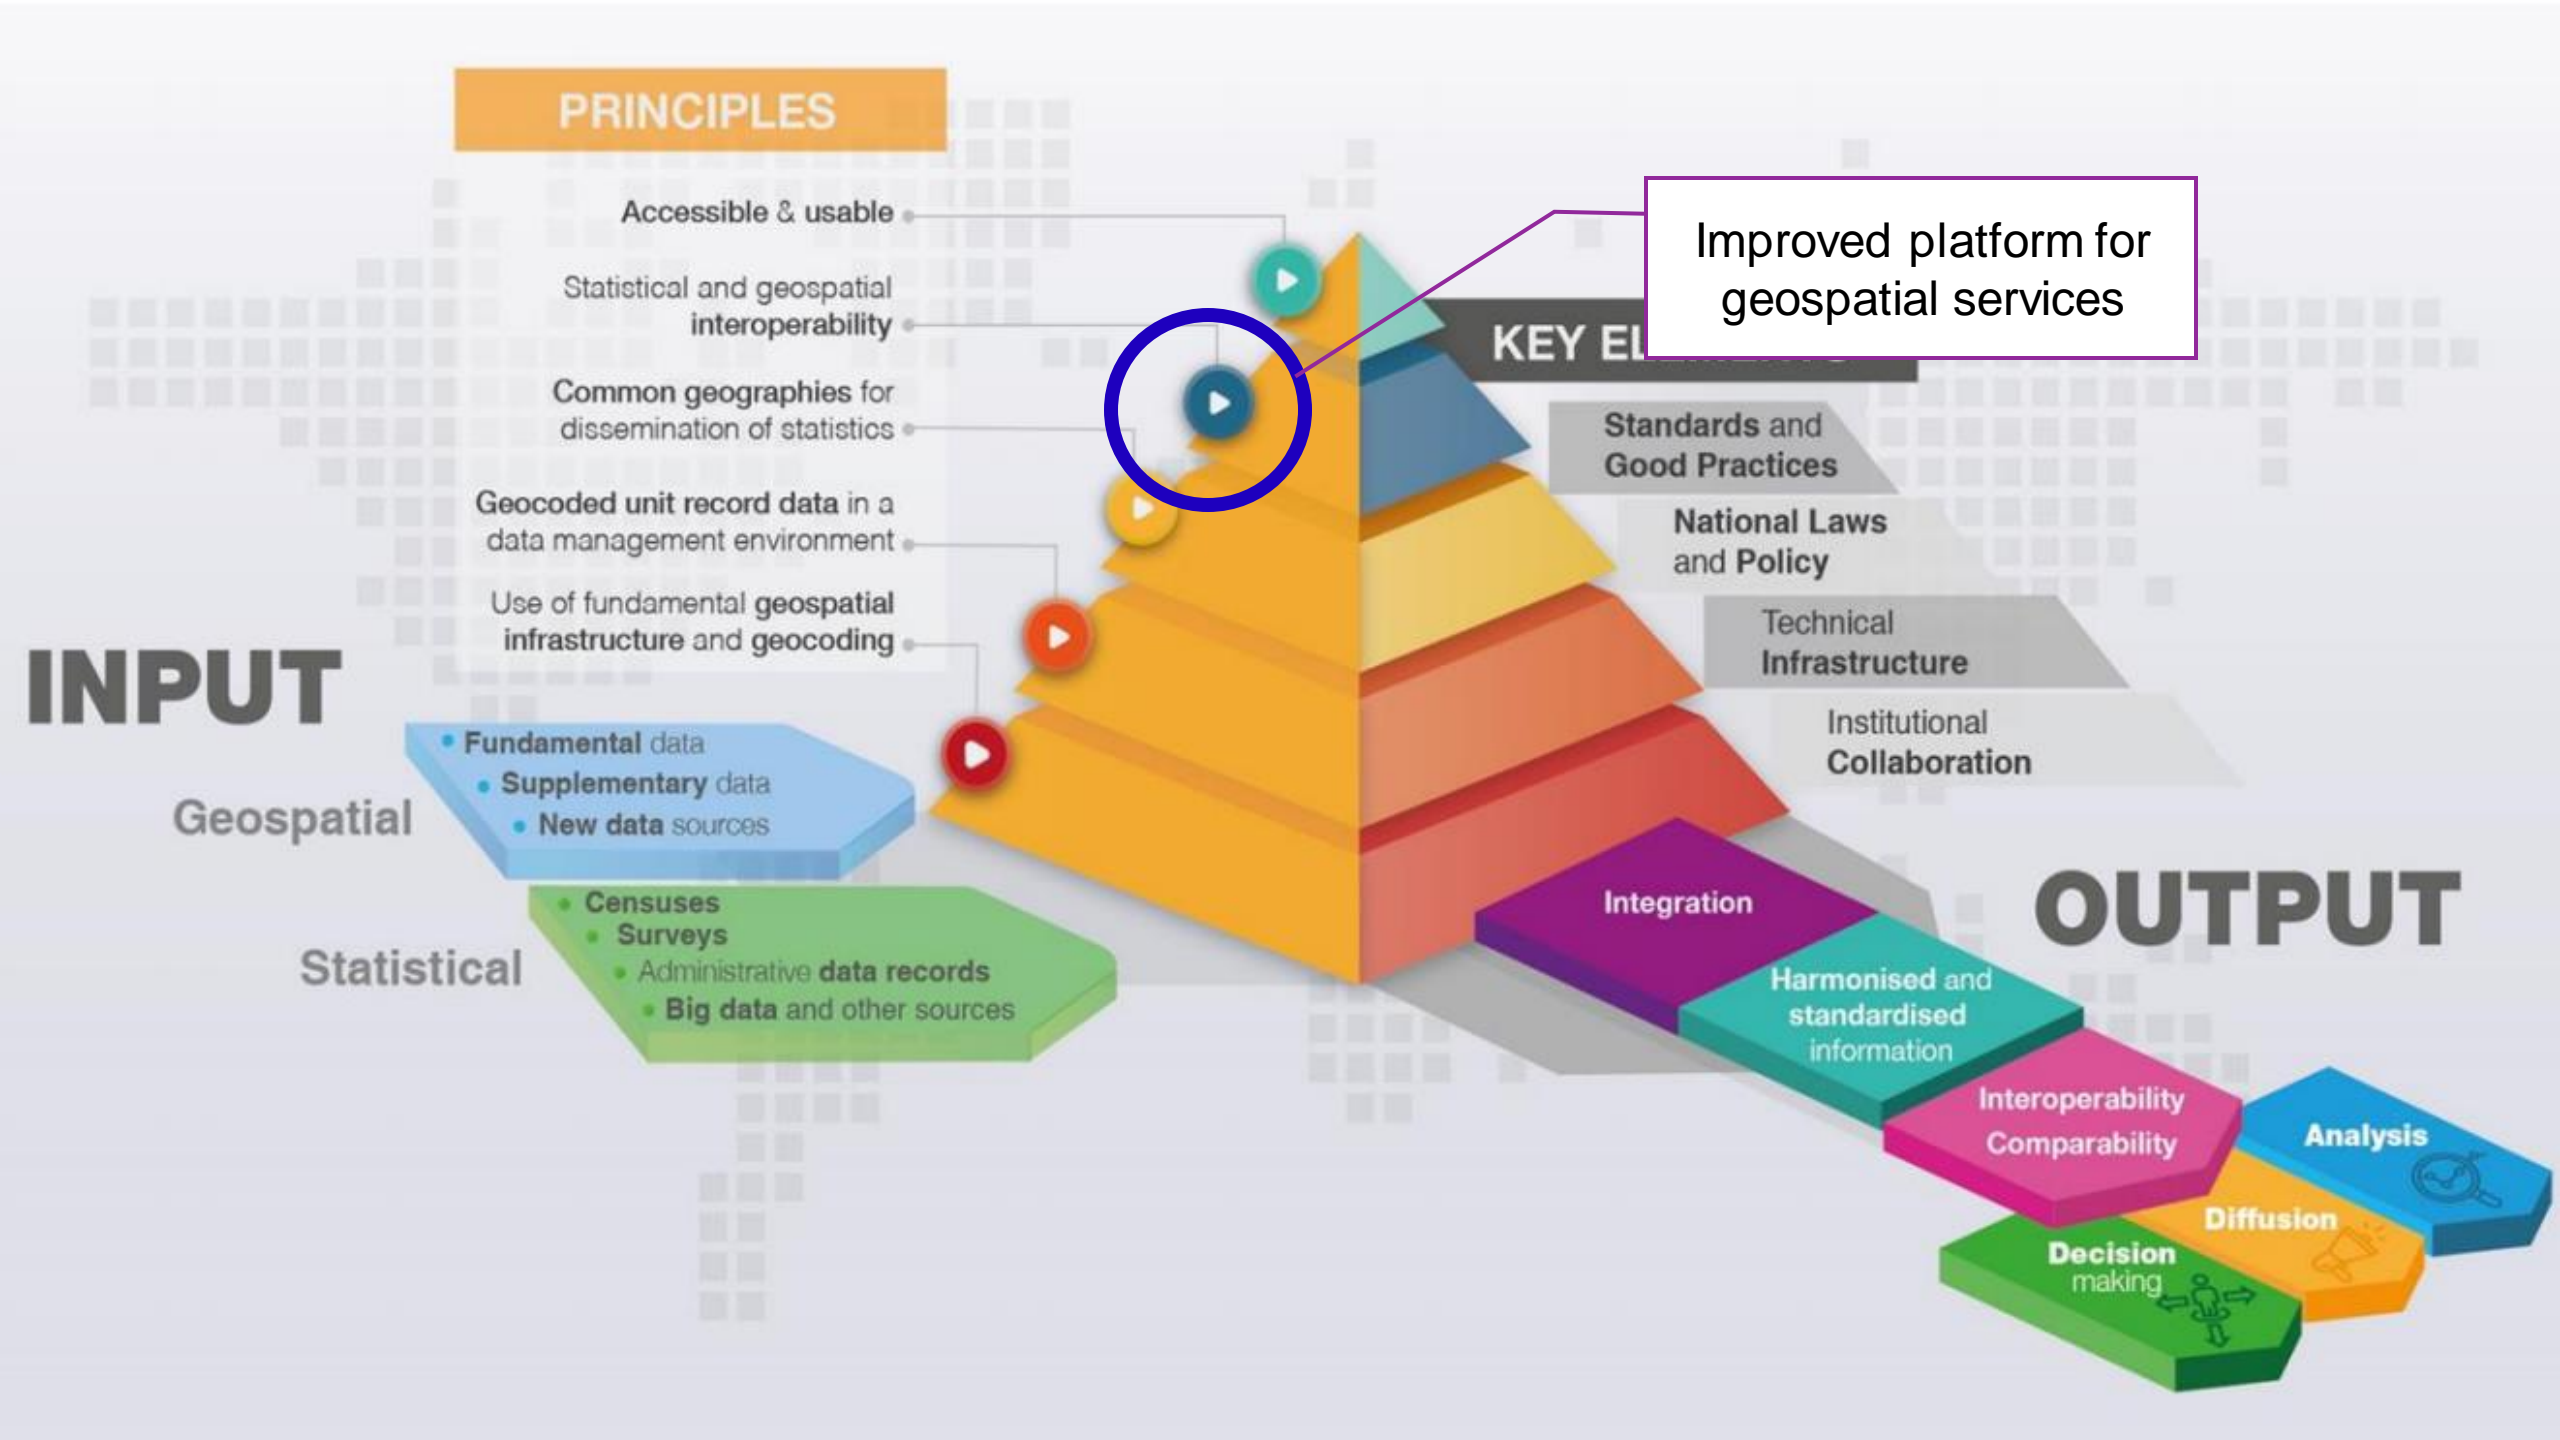 PRINCIPLES
Accessible & usable
Statistical and geospatial
interoperability
Common geographies for
dissemination of statistics
Geocoded unit record data in a
data management environment
Use of fundamental geospatial
infrastructure and geocoding
Improved platform for
geospatial services
KEY
Standards and
Good Practices
National Laws
and Policy
Technical
Infrastructure
Institutional
Collaboration
INPUT
Geospatial
• Fundamental data
• Supplementary data
• New data sources
Statistical
• Censuses
• Surveys
• Administrative data records
• Big data and other sources
OUTPUT
Integration
Harmonised and
standardised
information
Interoperability
Comparability
Analysis
Diffusion
Decision
making